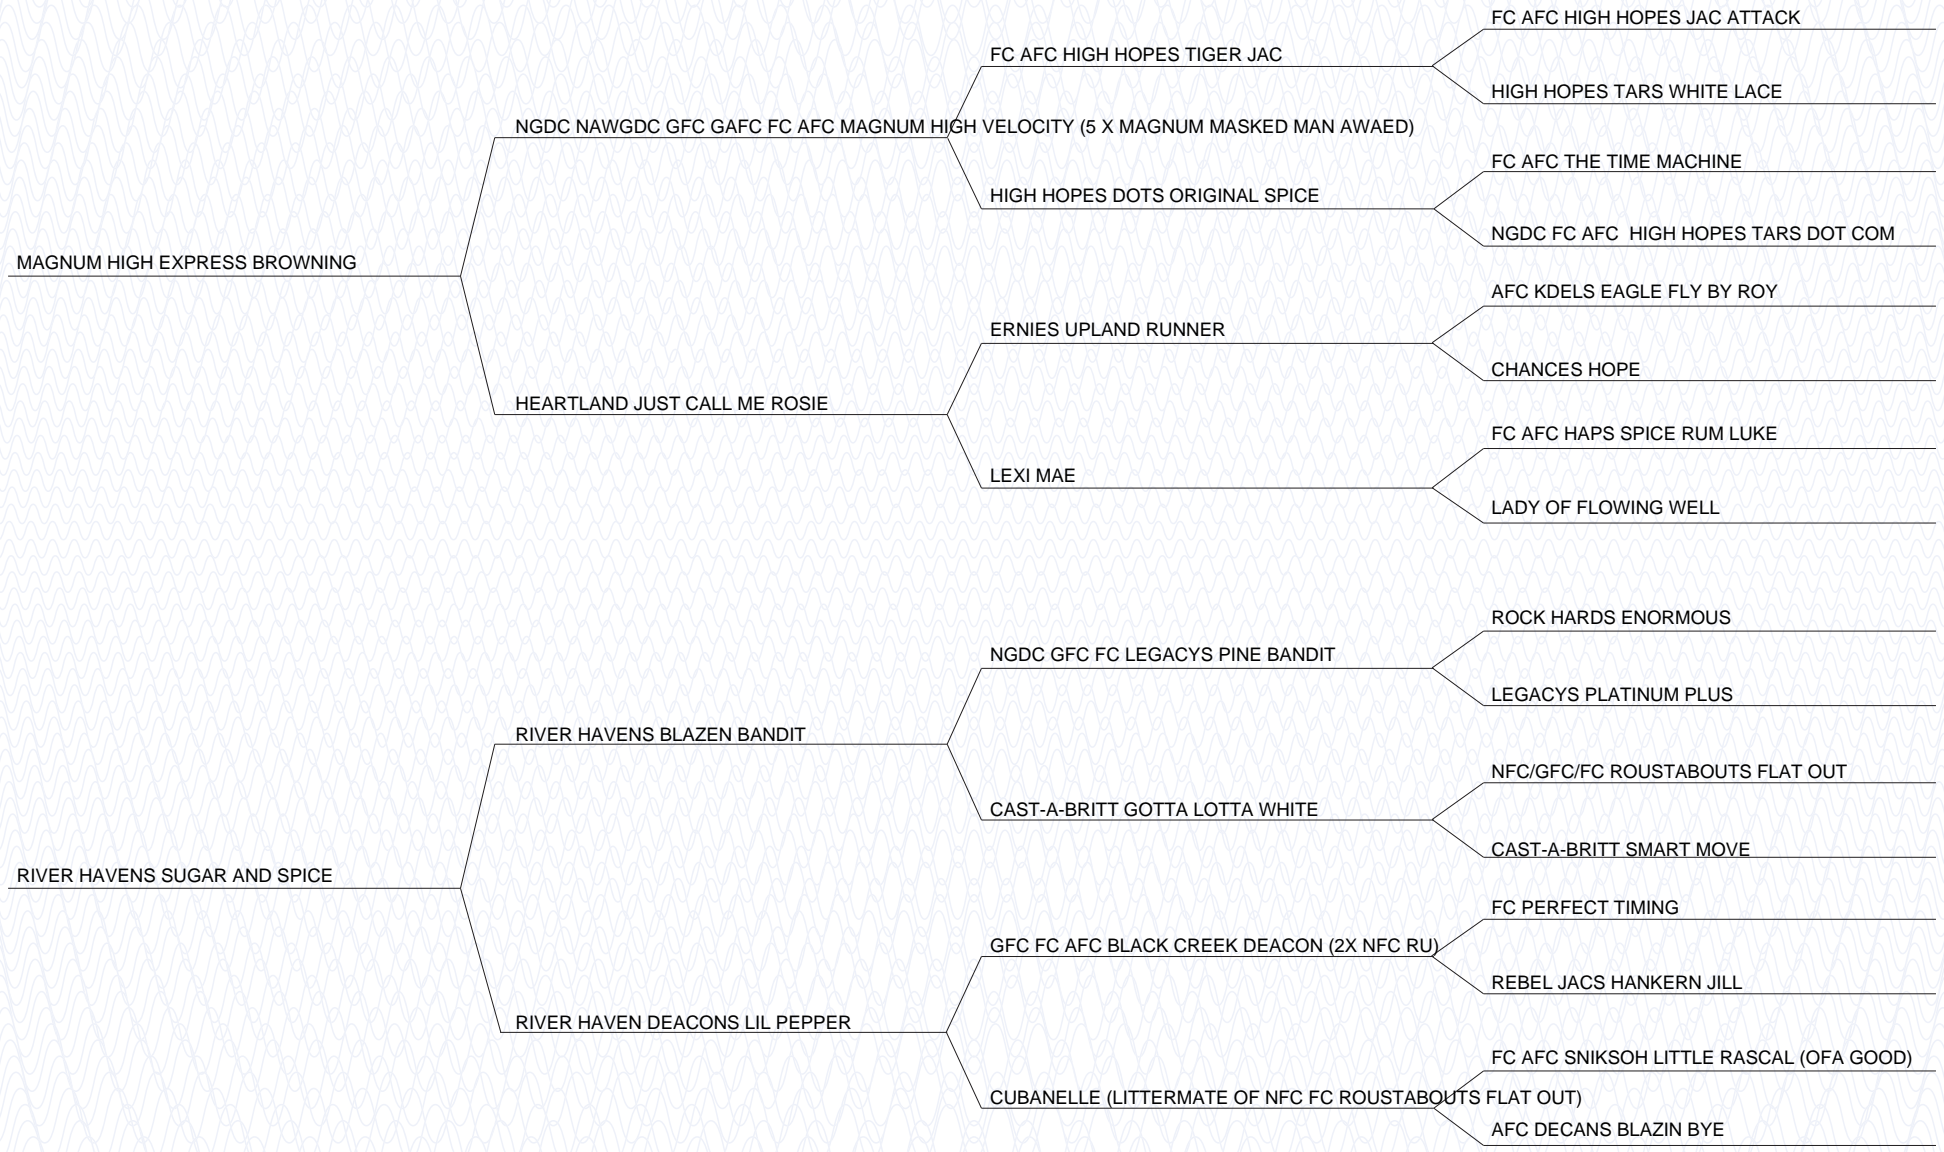 FC AFC HIGH HOPES JAC ATTACK
FC AFC HIGH HOPES TIGER JAC
HIGH HOPES TARS WHITE LACE
NGDC NAWGDC GFC GAFC FC AFC MAGNUM HIGH VELOCITY (5 X MAGNUM MASKED MAN AWAED)
FC AFC THE TIME MACHINE
HIGH HOPES DOTS ORIGINAL SPICE
NGDC FC AFC  HIGH HOPES TARS DOT COM
MAGNUM HIGH EXPRESS BROWNING
AFC KDELS EAGLE FLY BY ROY
ERNIES UPLAND RUNNER
CHANCES HOPE
HEARTLAND JUST CALL ME ROSIE
FC AFC HAPS SPICE RUM LUKE
LEXI MAE
LADY OF FLOWING WELL
ROCK HARDS ENORMOUS
NGDC GFC FC LEGACYS PINE BANDIT
LEGACYS PLATINUM PLUS
RIVER HAVENS BLAZEN BANDIT
NFC/GFC/FC ROUSTABOUTS FLAT OUT
CAST-A-BRITT GOTTA LOTTA WHITE
CAST-A-BRITT SMART MOVE
RIVER HAVENS SUGAR AND SPICE
FC PERFECT TIMING
GFC FC AFC BLACK CREEK DEACON (2X NFC RU)
REBEL JACS HANKERN JILL
RIVER HAVEN DEACONS LIL PEPPER
FC AFC SNIKSOH LITTLE RASCAL (OFA GOOD)
CUBANELLE (LITTERMATE OF NFC FC ROUSTABOUTS FLAT OUT)
AFC DECANS BLAZIN BYE